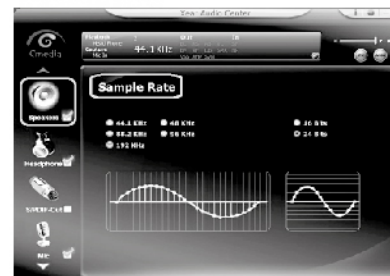 Xear Audio Center
Cmedia
44.1 KHz
Sample Rate
Speakers
44.1 KHz
48 KHz
16 Bits
88.2 KHz
96 KHz
24 Bits
192 KHz
Headphone
S/PDIF-Out
Mic